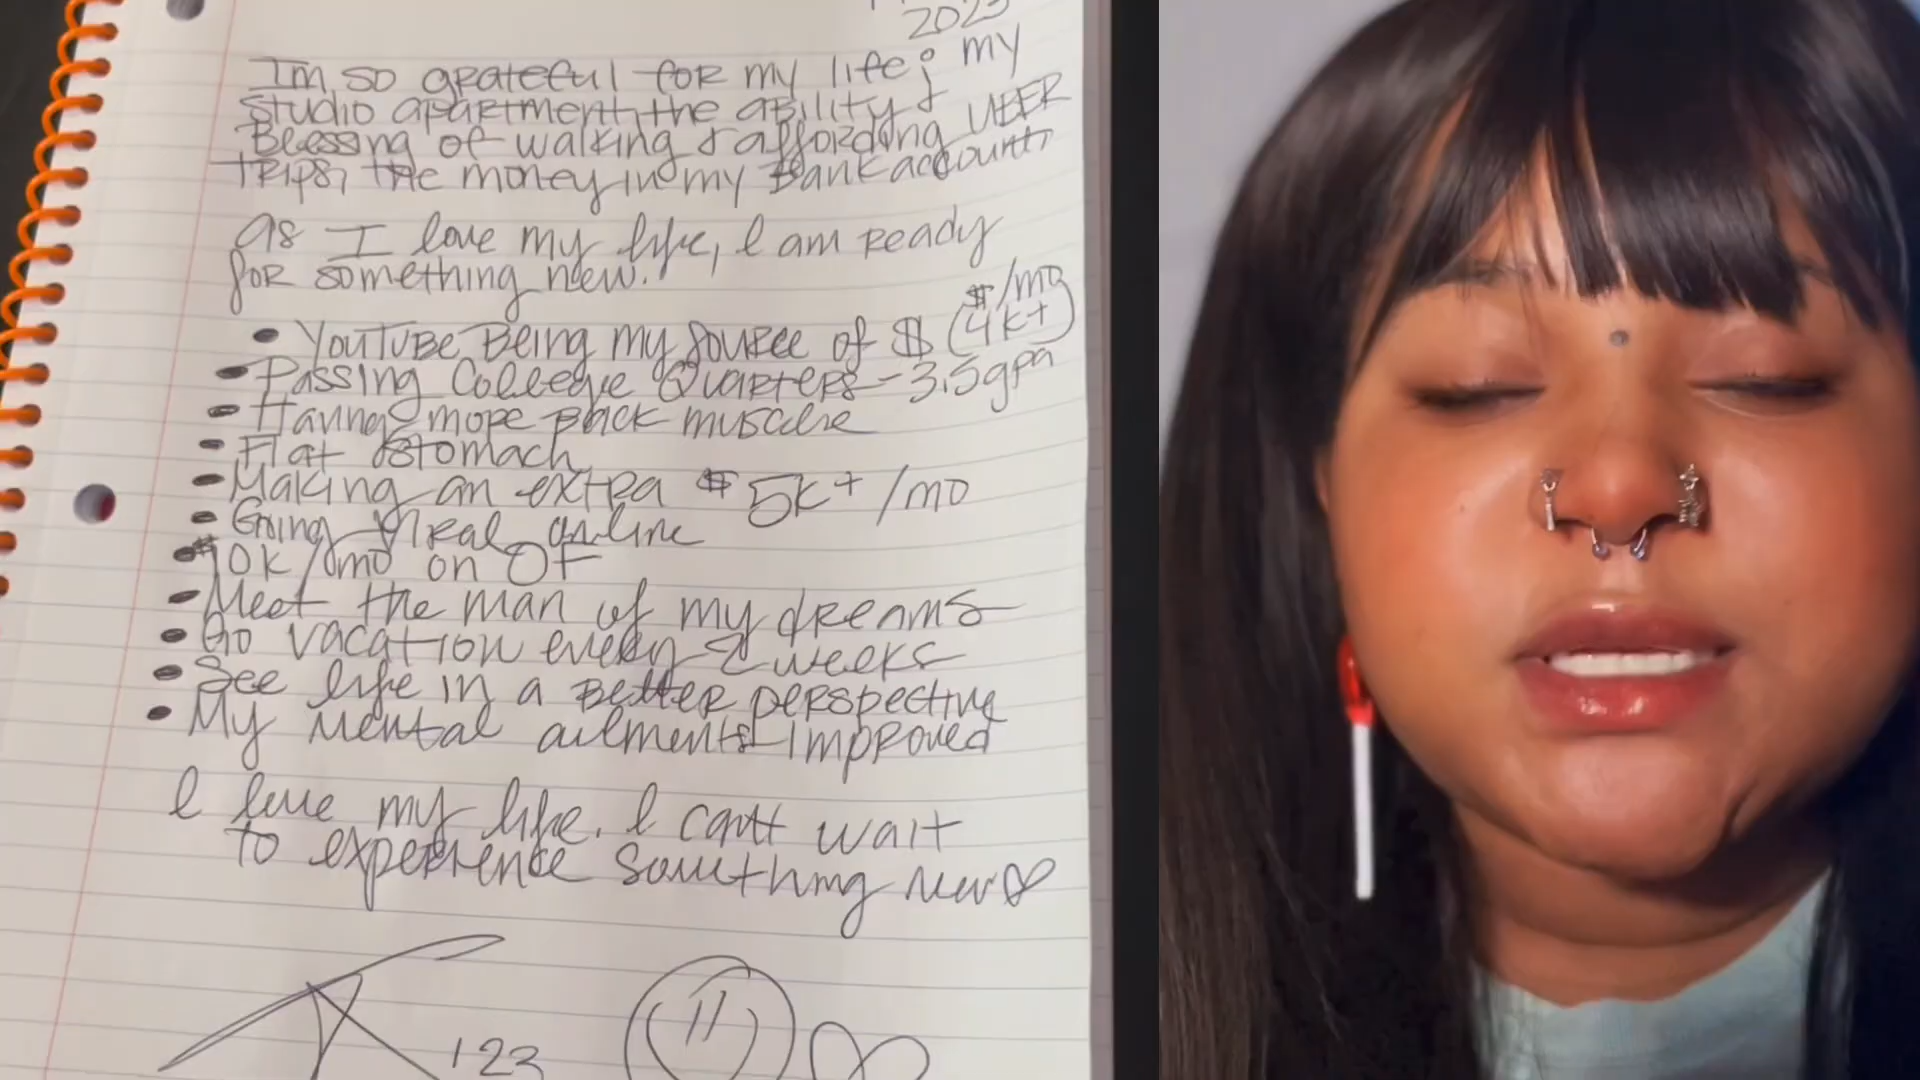 2023
Im so grateful for my life; my
studio apartment, the ability &
Blessing of walking & affording UBER
TRIPS, the money in my Bank account
as I love my life, I am ready
for something new.
$/mo
• YouTube Being my source of $ (4k+)
- Passing College Quarters - 3.5gpa
- Having more back muscle
- Flat stomach
- Making an extra $5k+ /mo
- Going viral online
- $10k/mo on OF
- Meet the man of my dreams
• Go vacation every 2 weeks
• See life in a Better perspective
• My mental ailments improved
I love my life. I can't wait
to experience something new
123
11